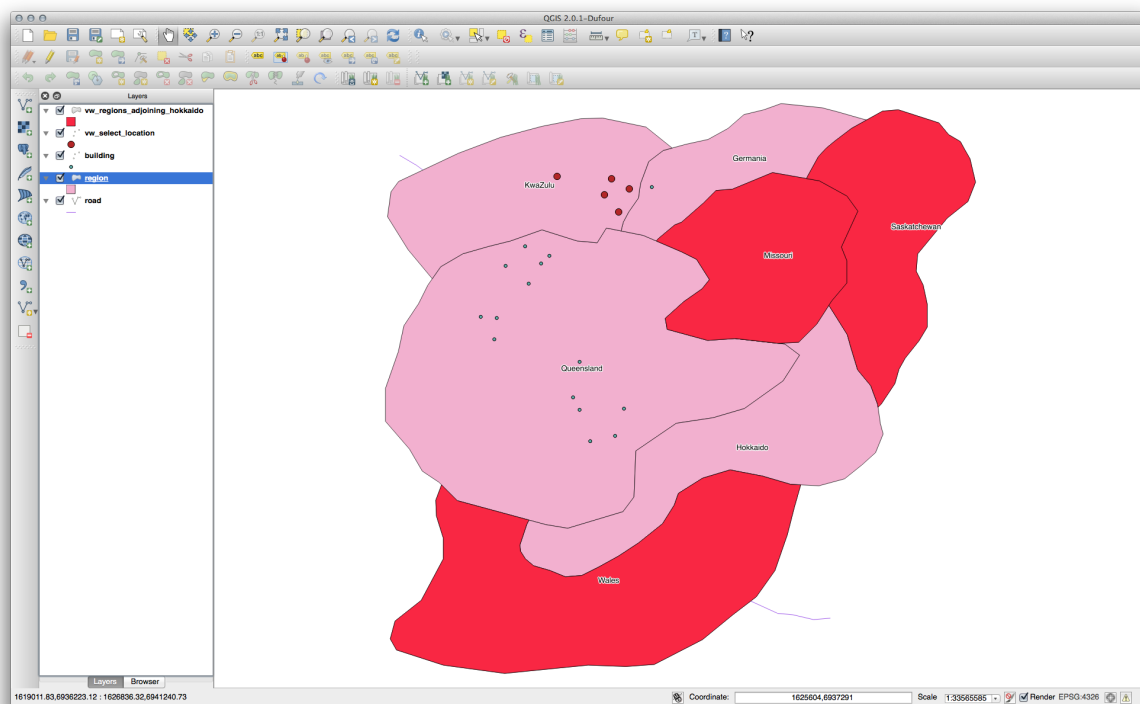 QGIS 2.0.1-Dufour
Layers
vw_regions_adjoining_hokkaido
vw_select_location
building
region
road
Germania
KwaZulu
Saskatchewan
Missouri
Queensland
Hokkaido
Wales
Layers Browser
1619011.83,6936223.12 : 1626836.32,6941240.73
Coordinate: 1625604,6937291 Scale 1:33565585 Render EPSG:4326